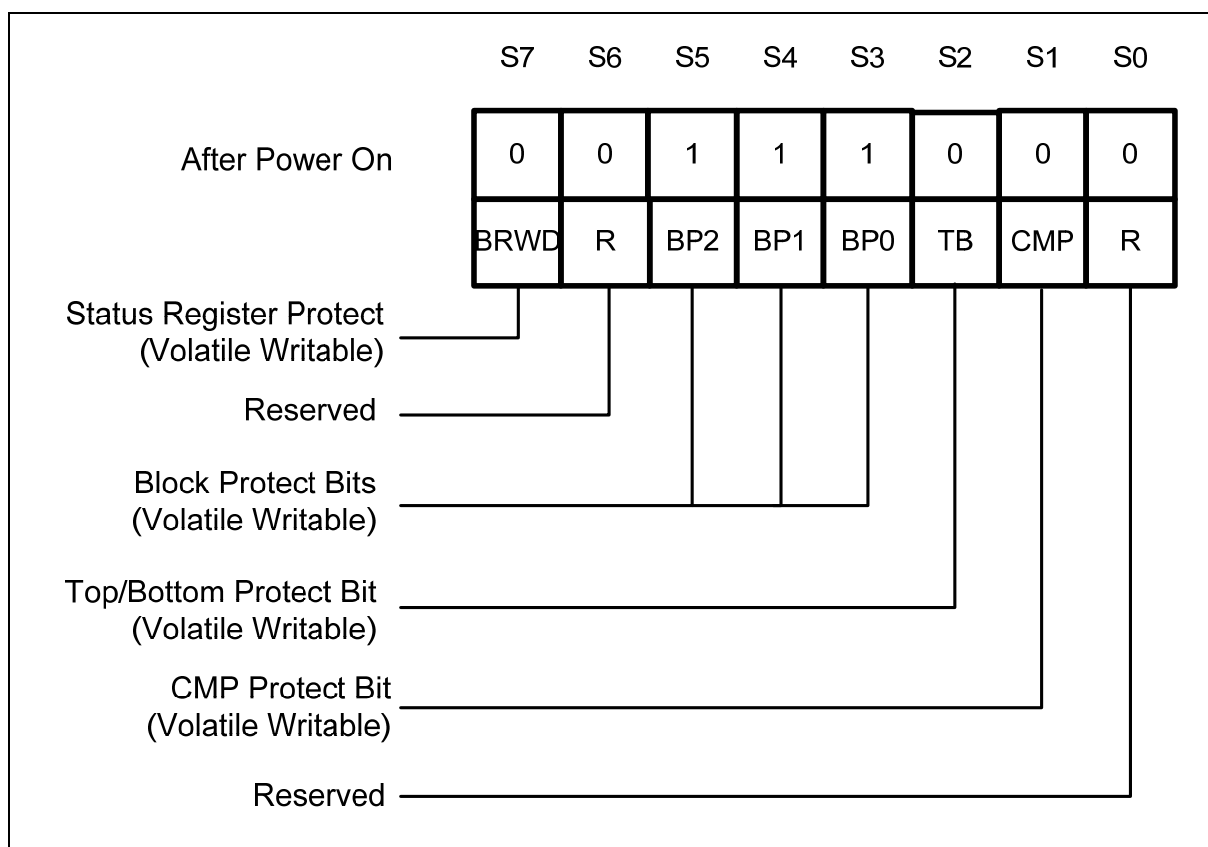 S7 S6 S5 S4 S3 S2 S1 S0
After Power On 0 0 1 1 1 0 0 0
BRWD R BP2 BP1 BP0 TB CMP R
Status Register Protect
(Volatile Writable)
Reserved
Block Protect Bits
(Volatile Writable)
Top/Bottom Protect Bit
(Volatile Writable)
CMP Protect Bit
(Volatile Writable)
Reserved